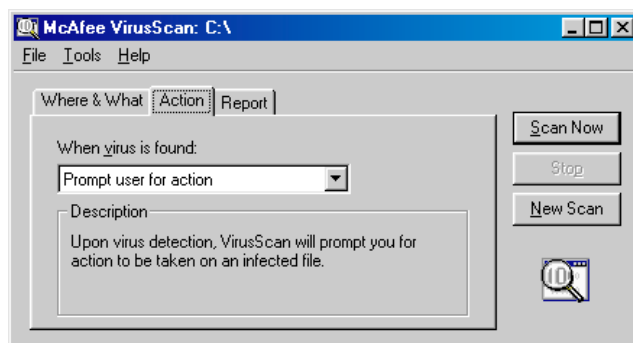 McAfee VirusScan: C:\
File Tools Help
Where & What Action Report
When virus is found:
Prompt user for action
Description
Upon virus detection, VirusScan will prompt you for
action to be taken on an infected file.
Scan Now
Stop
New Scan